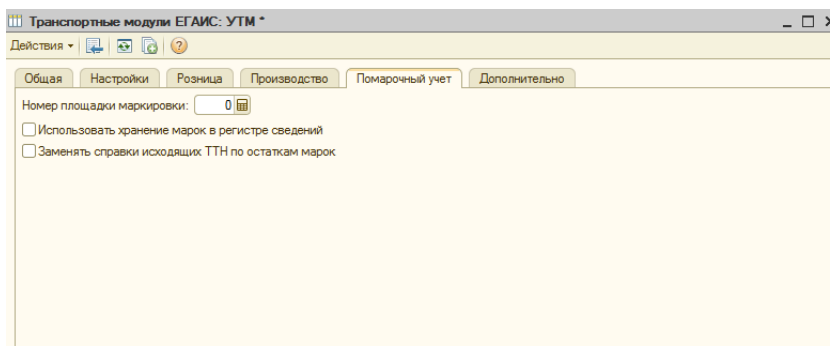 Транспортные модули ЕГАИС: УТМ *
Действия
Общая Настройки Розница Производство Помарочный учет Дополнительно
Номер площадки маркировки: 0
Использовать хранение марок в регистре сведений
Заменять справки исходящих ТТН по остаткам марок